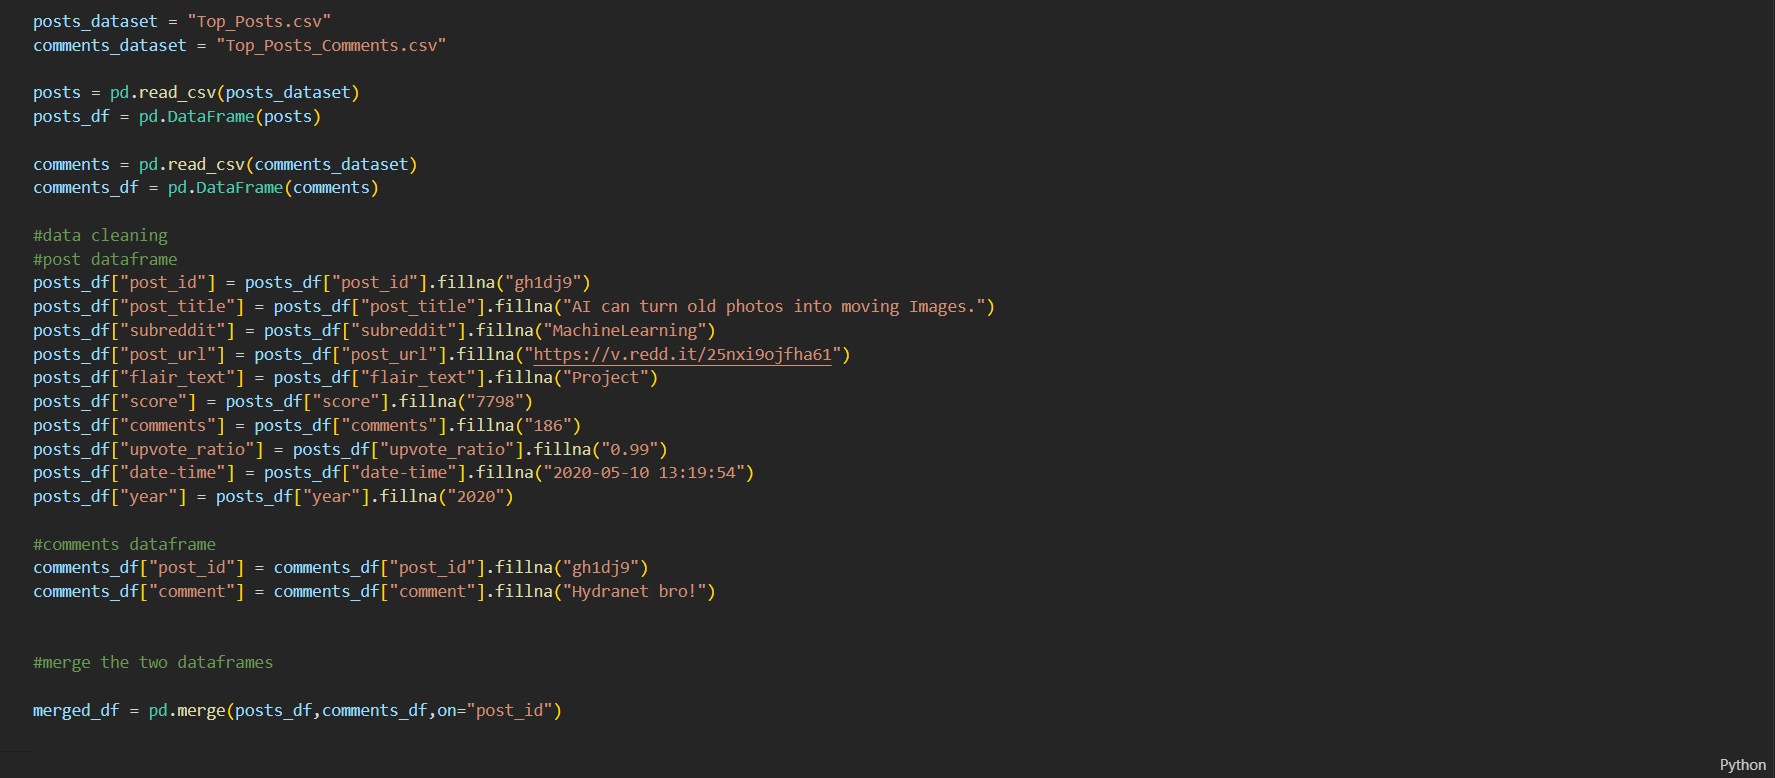 posts_dataset = "Top_Posts.csv"
comments_dataset = "Top_Posts_Comments.csv"
posts = pd.read_csv(posts_dataset)
posts_df = pd.DataFrame(posts)
comments = pd.read_csv(comments_dataset)
comments_df = pd.DataFrame(comments)
#data cleaning
#post dataframe
posts_df["post_id"] = posts_df["post_id"].fillna("gh1dj9")
posts_df["post_title"] = posts_df["post_title"].fillna("AI can turn old photos into moving Images.")
posts_df["subreddit"] = posts_df["subreddit"].fillna("MachineLearning")
posts_df["post_url"] = posts_df["post_url"].fillna("https://v.redd.it/25nxi9ojfha61")
posts_df["flair_text"] = posts_df["flair_text"].fillna("Project")
posts_df["score"] = posts_df["score"].fillna("7798")
posts_df["comments"] = posts_df["comments"].fillna("186")
posts_df["upvote_ratio"] = posts_df["upvote_ratio"].fillna("0.99")
posts_df["date-time"] = posts_df["date-time"].fillna("2020-05-10 13:19:54")
posts_df["year"] = posts_df["year"].fillna("2020")
#comments dataframe
comments_df["post_id"] = comments_df["post_id"].fillna("gh1dj9")
comments_df["comment"] = comments_df["comment"].fillna("Hydranet bro!")
#merge the two dataframes
merged_df = pd.merge(posts_df,comments_df,on="post_id")
Python